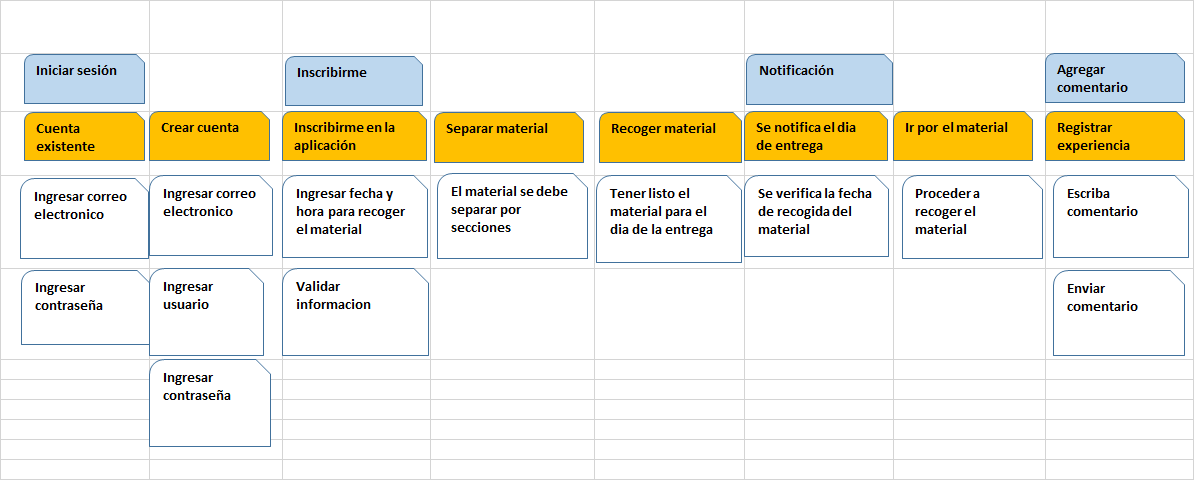 Iniciar sesión
Inscribirme
Notificación
Agregar
comentario
Cuenta
existente
Crear cuenta
Inscribirme en la
aplicación
Separar material
Recoger material
Se notifica el dia
de entrega
Ir por el material
Registrar
experiencia
Ingresar correo
electronico
Ingresar correo
electronico
Ingresar fecha y
hora para recoger
el material
El material se debe
separar por
secciones
Tener listo el
material para el
dia de la entrega
Se verifica la fecha
de recogida del
material
Proceder a
recoger el
material
Escriba
comentario
Ingresar
contraseña
Ingresar
usuario
Validar
informacion
Enviar
comentario
Ingresar
contraseña